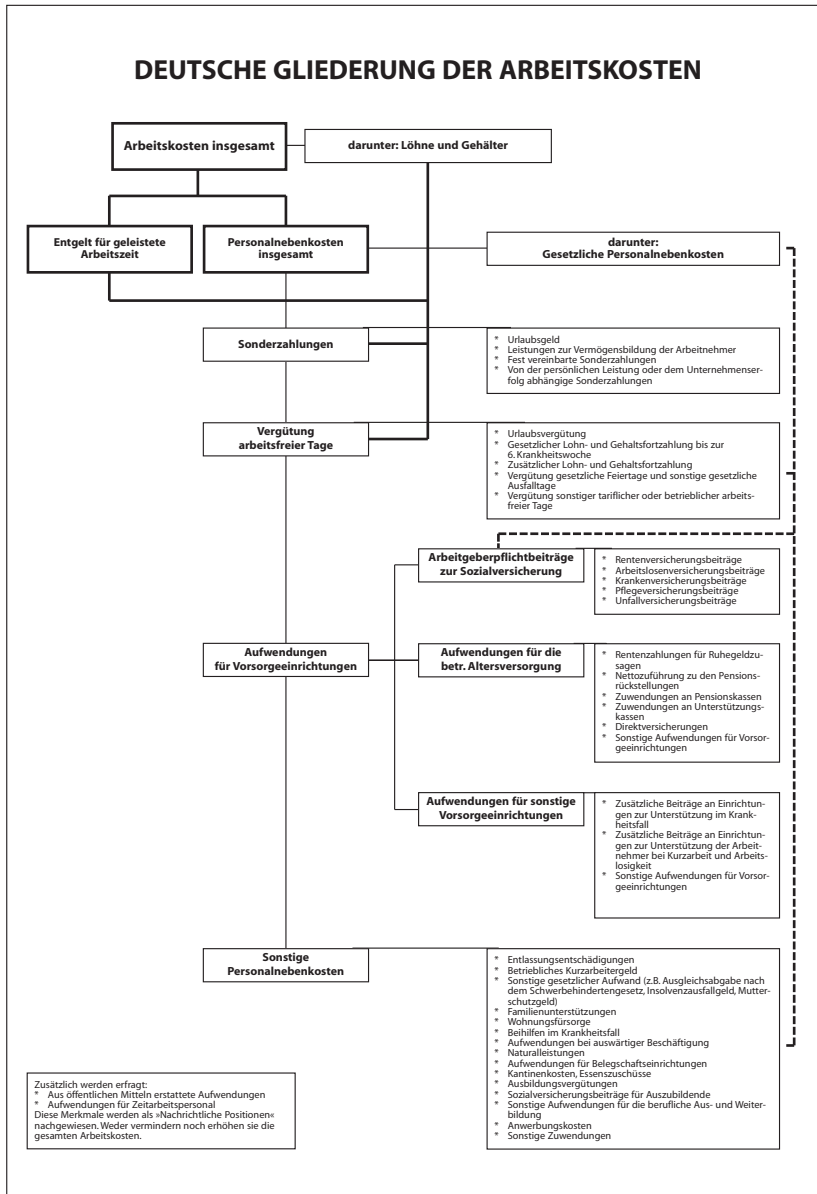 DEUTSCHE GLIEDERUNG DER ARBEITSKOSTEN
Arbeitskosten insgesamt
darunter: Löhne und Gehälter
Entgelt für geleistete
Arbeitszeit
Personalnebenkosten
insgesamt
darunter:
Gesetzliche Personalnebenkosten
Sonderzahlungen
* Urlaubsgeld
* Leistungen zur Vermögensbildung der Arbeitnehmer
* Fest vereinbarte Sonderzahlungen
* Von der persönlichen Leistung oder dem Unternehmenser-
folg abhängige Sonderzahlungen
Vergütung
arbeitsfreier Tage
* Urlaubsvergütung
* Gesetzlicher Lohn- und Gehaltsfortzahlung bis zur
6. Krankheitswoche
* Zusätzlicher Lohn- und Gehaltsfortzahlung
* Vergütung gesetzliche Feiertage und sonstige gesetzliche
Ausfalltage
* Vergütung sonstiger tariflicher oder betrieblicher arbeits-
freier Tage
Arbeitgeberpflichtbeiträge
zur Sozialversicherung
* Rentenversicherungsbeiträge
* Arbeitslosenversicherungsbeiträge
* Krankenversicherungsbeiträge
* Pflegeversicherungsbeiträge
* Unfallversicherungsbeiträge
Aufwendungen
für Vorsorgeeinrichtungen
Aufwendungen für die
betr. Altersversorgung
* Rentenzahlungen für Ruhegeldzu-
sagen
* Nettozuführung zu den Pensions-
rückstellungen
* Zuwendungen an Pensionskassen
* Zuwendungen an Unterstützungs-
kassen
* Direktversicherungen
* Sonstige Aufwendungen für Vorsor-
geeinrichtungen
Aufwendungen für sonstige
Vorsorgeeinrichtungen
* Zusätzliche Beiträge an Einrichtun-
gen zur Unterstützung im Krank-
heitsfall
* Zusätzliche Beiträge an Einrichtun-
gen zur Unterstützung der Arbeit-
nehmer bei Kurzarbeit und Arbeits-
losigkeit
* Sonstige Aufwendungen für Vorsor-
geeinrichtungen
Sonstige
Personalnebenkosten
* Entlassungsentschädigungen
* Betriebliches Kurzarbeitergeld
* Sonstige gesetzlicher Aufwand (z.B. Ausgleichsabgabe nach
dem Schwerbehindertengesetz, Insolvenzausfallgeld, Mutter-
schutzgeld)
* Familienunterstützungen
* Wohnungsfürsorge
* Beihilfen im Krankheitsfall
* Aufwendungen bei auswärtiger Beschäftigung
* Naturalleistungen
* Aufwendungen für Belegschaftseinrichtungen
* Kantinenkosten, Essenszuschüsse
* Ausbildungsvergütungen
* Sozialversicherungsbeiträge für Auszubildende
* Sonstige Aufwendungen für die berufliche Aus- und Weiter-
bildung
* Anwerbungskosten
* Sonstige Zuwendungen
Zusätzlich werden erfragt:
* Aus öffentlichen Mitteln erstattete Aufwendungen
* Aufwendungen für Zeitarbeitspersonal
Diese Merkmale werden als »Nachrichtliche Positionen«
nachgewiesen. Weder vermindern noch erhöhen sie die
gesamten Arbeitskosten.